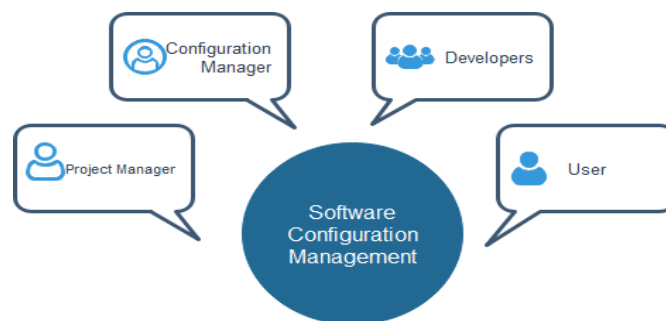 Configuration
Manager
Developers
Project Manager
User
Software
Configuration
Management